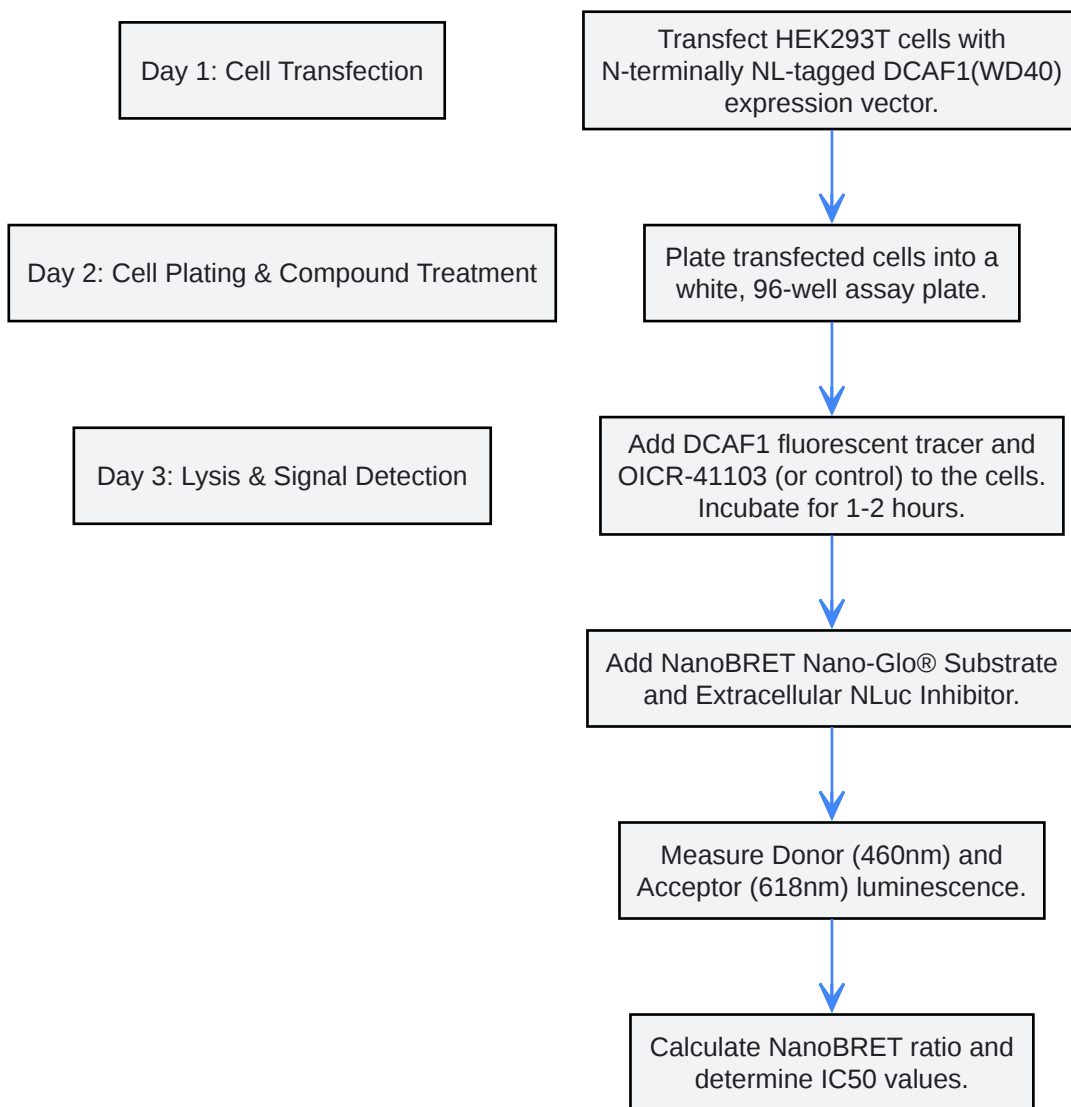 Day 1: Cell Transfection
Transfect HEK293T cells with
N-terminally NL-tagged DCAF1(WD40)
expression vector.
Day 2: Cell Plating & Compound Treatment
Plate transfected cells into a
white, 96-well assay plate.
Day 3: Lysis & Signal Detection
Add DCAF1 fluorescent tracer and
OICR-41103 (or control) to the cells.
Incubate for 1-2 hours.
Add NanoBRET Nano-Glo® Substrate
and Extracellular NLuc Inhibitor.
Measure Donor (460nm) and
Acceptor (618nm) luminescence.
Calculate NanoBRET ratio and
determine IC50 values.